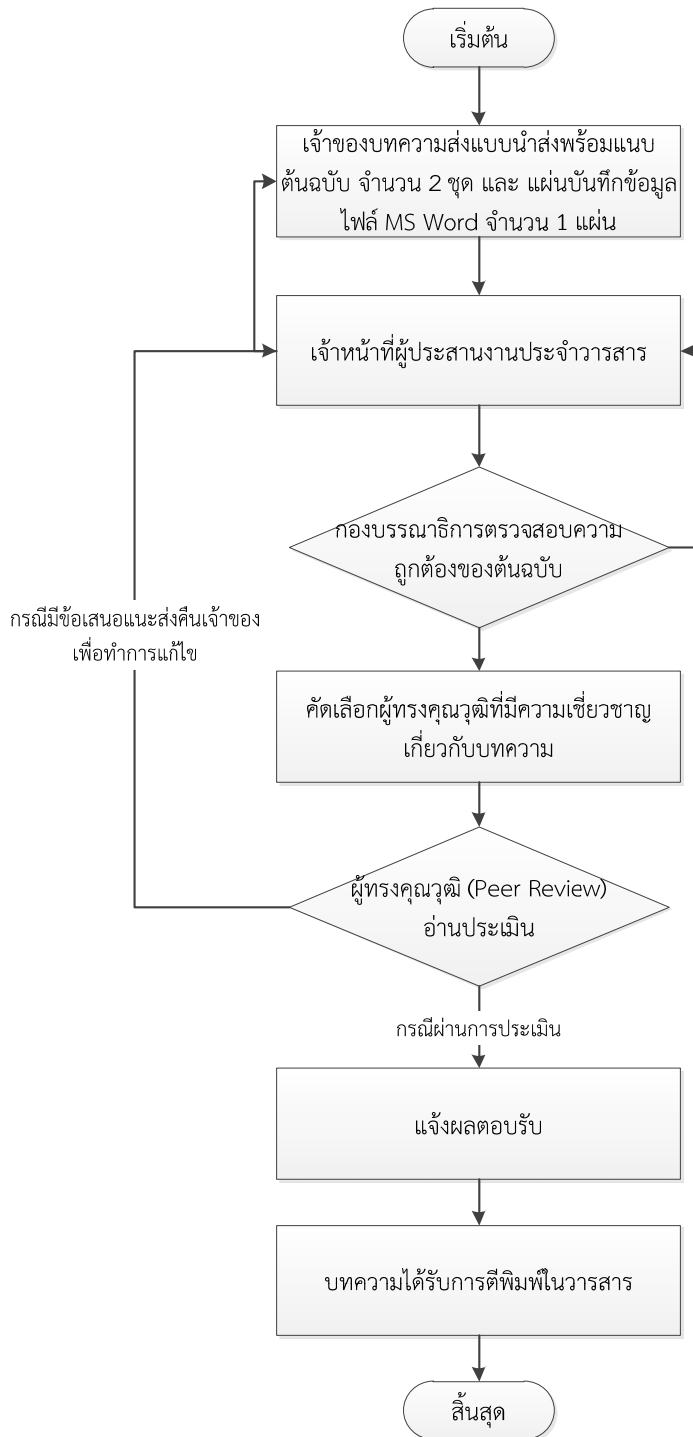 เริ่มต้น
เจ้าของบทความส่งแบบนำส่งพร้อมแนบ
ต้นฉบับ จำนวน 2 ชุด และ แผ่นบันทึกข้อมูล
ไฟล์ MS Word จำนวน 1 แผ่น
เจ้าหน้าที่ผู้ประสานงานประจำวารสาร
กองบรรณาธิการตรวจสอบความ
ถูกต้องของต้นฉบับ
กรณีมีข้อเสนอแนะส่งคืนเจ้าของ
เพื่อทำการแก้ไข
คัดเลือกผู้ทรงคุณวุฒิที่มีความเชี่ยวชาญ
เกี่ยวกับบทความ
ผู้ทรงคุณวุฒิ (Peer Review)
อ่านประเมิน
กรณีผ่านการประเมิน
แจ้งผลตอบรับ
บทความได้รับการตีพิมพ์ในวารสาร
สิ้นสุด